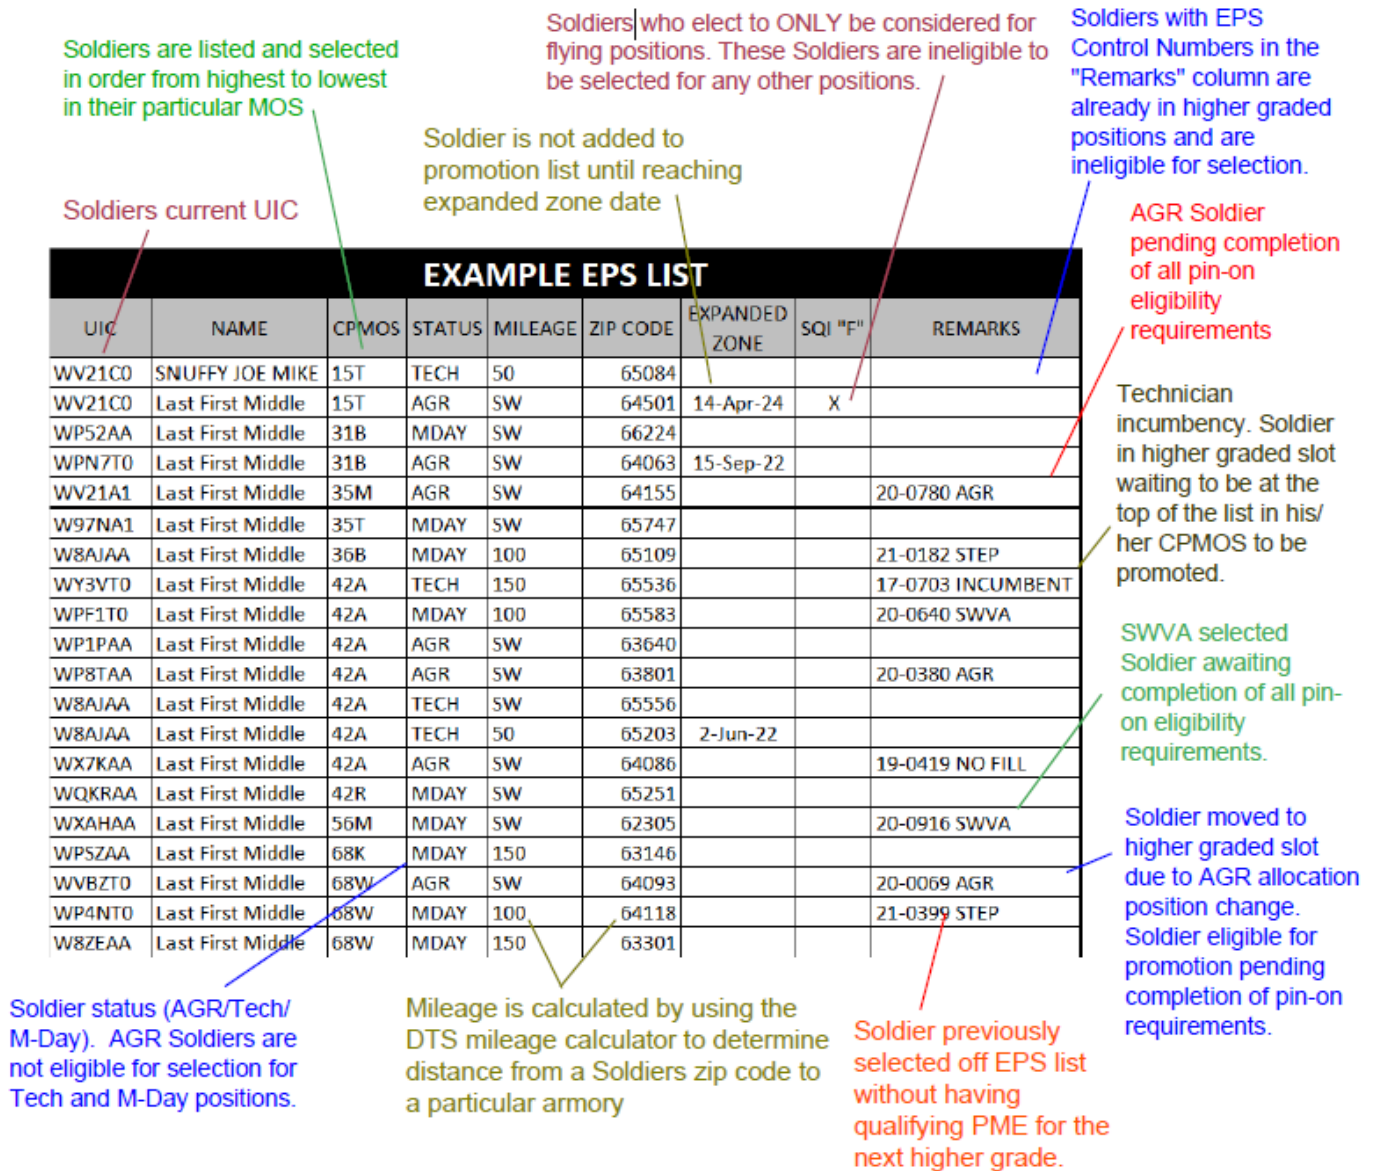 Soldiers are listed and selected
in order from highest to lowest
in their particular MOS
Soldiers who elect to ONLY be considered for
flying positions. These Soldiers are ineligible to
be selected for any other positions.
Soldiers with EPS
Control Numbers in the
"Remarks" column are
already in higher graded
positions and are
ineligible for selection.
Soldier is not added to
promotion list until reaching
expanded zone date
Soldiers current UIC
AGR Soldier
pending completion
of all pin-on
eligibility
requirements
EXAMPLE EPS LIST
UIC NAME CPMOS STATUS MILEAGE ZIP CODE EXPANDED ZONE SQI "F" REMARKS
WV21C0 SNUFFY JOE MIKE 15T TECH 50 65084
WV21C0 Last First Middle 15T AGR SW 64501 14-Apr-24 X
WP52AA Last First Middle 31B MDAY SW 66224
WPN7T0 Last First Middle 31B AGR SW 64063 15-Sep-22
WV21A1 Last First Middle 35M AGR SW 64155 20-0780 AGR
W97NA1 Last First Middle 35T MDAY SW 65747
W8AJAA Last First Middle 36B MDAY 100 65109 21-0182 STEP
WY3VT0 Last First Middle 42A TECH 150 65536 17-0703 INCUMBENT
WPF1T0 Last First Middle 42A MDAY 100 65583 20-0640 SWVA
WP1PAA Last First Middle 42A AGR SW 63640
WP8TAA Last First Middle 42A AGR SW 63801 20-0380 AGR
W8AJAA Last First Middle 42A TECH SW 65556
W8AJAA Last First Middle 42A TECH 50 65203 2-Jun-22
WX7KAA Last First Middle 42A AGR SW 64086 19-0419 NO FILL
WQKRAA Last First Middle 42R MDAY SW 65251
WXAHAA Last First Middle 56M MDAY SW 62305 20-0916 SWVA
WPSZAA Last First Middle 68K MDAY 150 63146
WVBZT0 Last First Middle 68W AGR SW 64093 20-0069 AGR
WP4NT0 Last First Middle 68W MDAY 100 64118 21-0399 STEP
W8ZEAA Last First Middle 68W MDAY 150 63301
Technician
incumbency. Soldier
in higher graded slot
waiting to be at the
top of the list in his/
her CPMOS to be
promoted.
SWVA selected
Soldier awaiting
completion of all pin-
on eligibility
requirements.
Soldier moved to
higher graded slot
due to AGR allocation
position change.
Soldier eligible for
promotion pending
completion of pin-on
requirements.
Soldier status (AGR/Tech/
M-Day). AGR Soldiers are
not eligible for selection for
Tech and M-Day positions.
Mileage is calculated by using the
DTS mileage calculator to determine
distance from a Soldiers zip code to
a particular armory
Soldier previously
selected off EPS list
without having
qualifying PME for the
next higher grade.